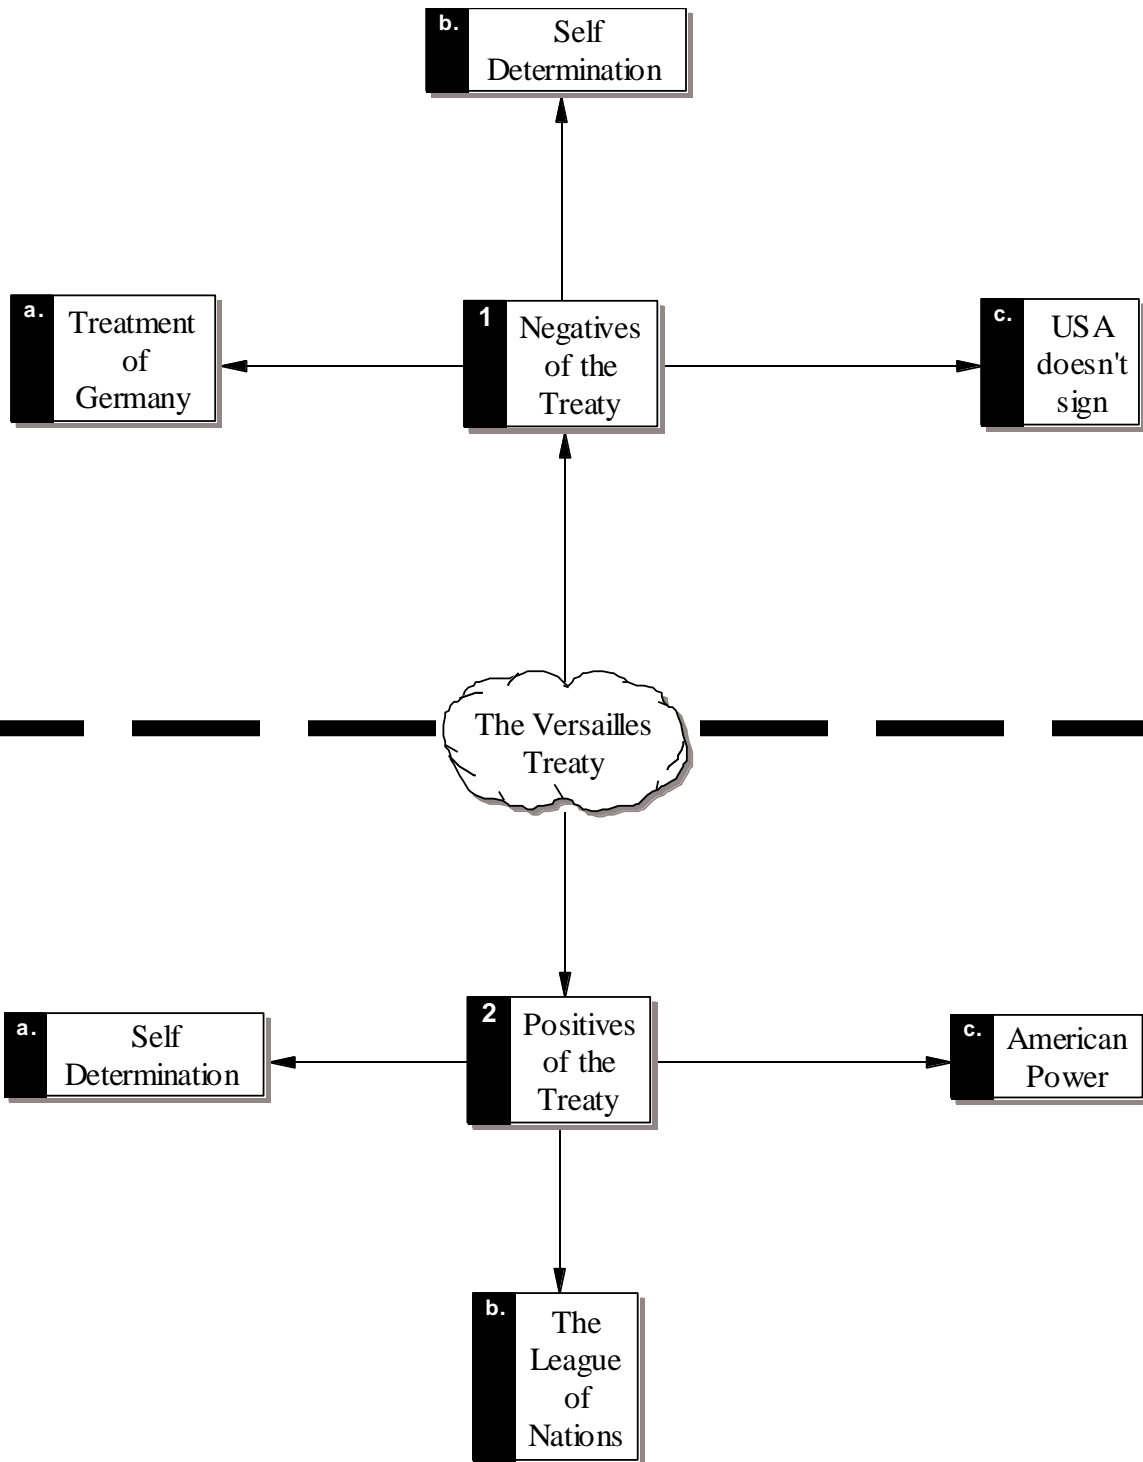 b.
Self
Determination
a.
Treatment
of
Germany
1
Negatives
of the
Treaty
c.
USA
doesn't
sign
The Versailles
Treaty
a.
Self
Determination
2
Positives
of the
Treaty
c.
American
Power
b.
The
League
of
Nations